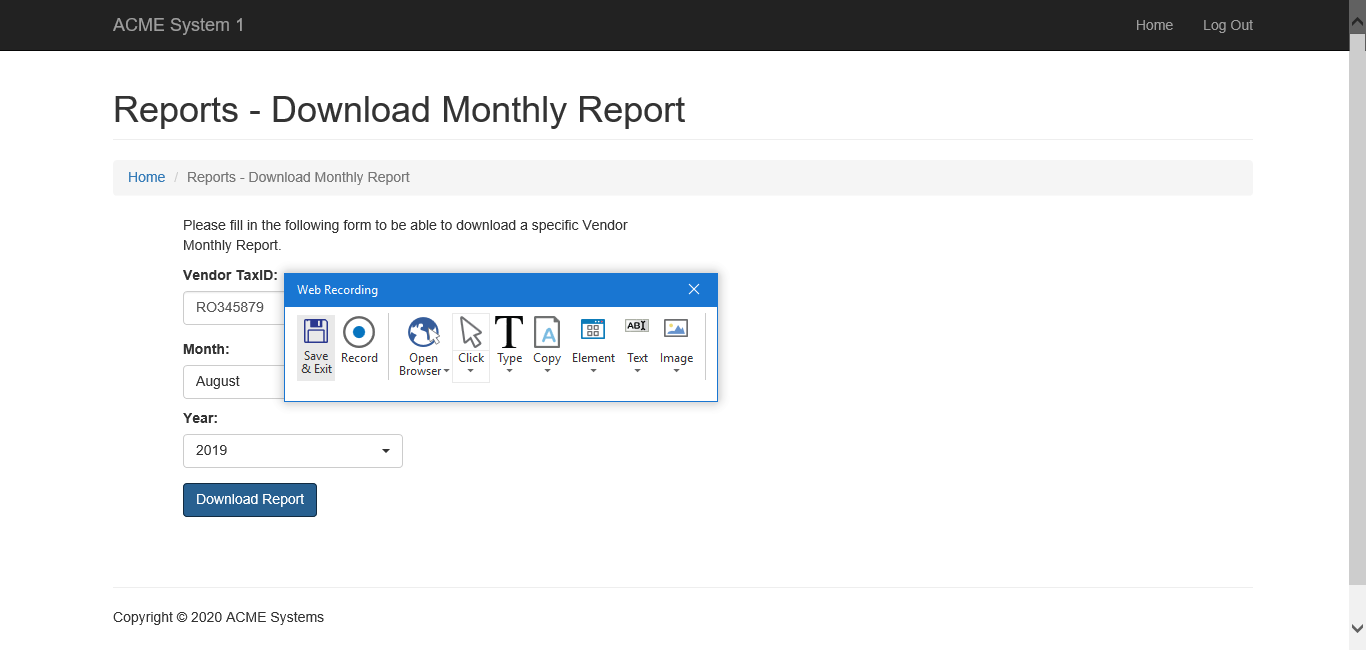 ACME System 1
Home
Log Out
Reports - Download Monthly Report
Home / Reports - Download Monthly Report
Please fill in the following form to be able to download a specific Vendor
Monthly Report.
Vendor TaxID:
RO345879
Web Recording
Save
& Exit
Record
Open
Browser
Click
T
Type
A
Copy
Element
AB
Text
Image
Month:
August
Year:
2019
Download Report
Copyright © 2020 ACME Systems